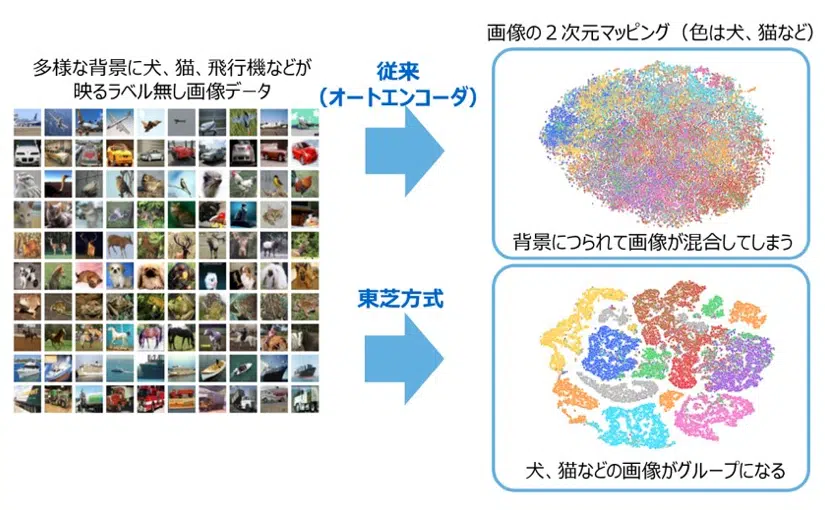 多様な背景に犬、猫、飛行機などが
映るラベル無し画像データ
従来
（オートエンコーダ）
画像の２次元マッピング（色は犬、猫など）
背景につられて画像が混合してしまう
東芝方式
犬、猫などの画像がグループになる